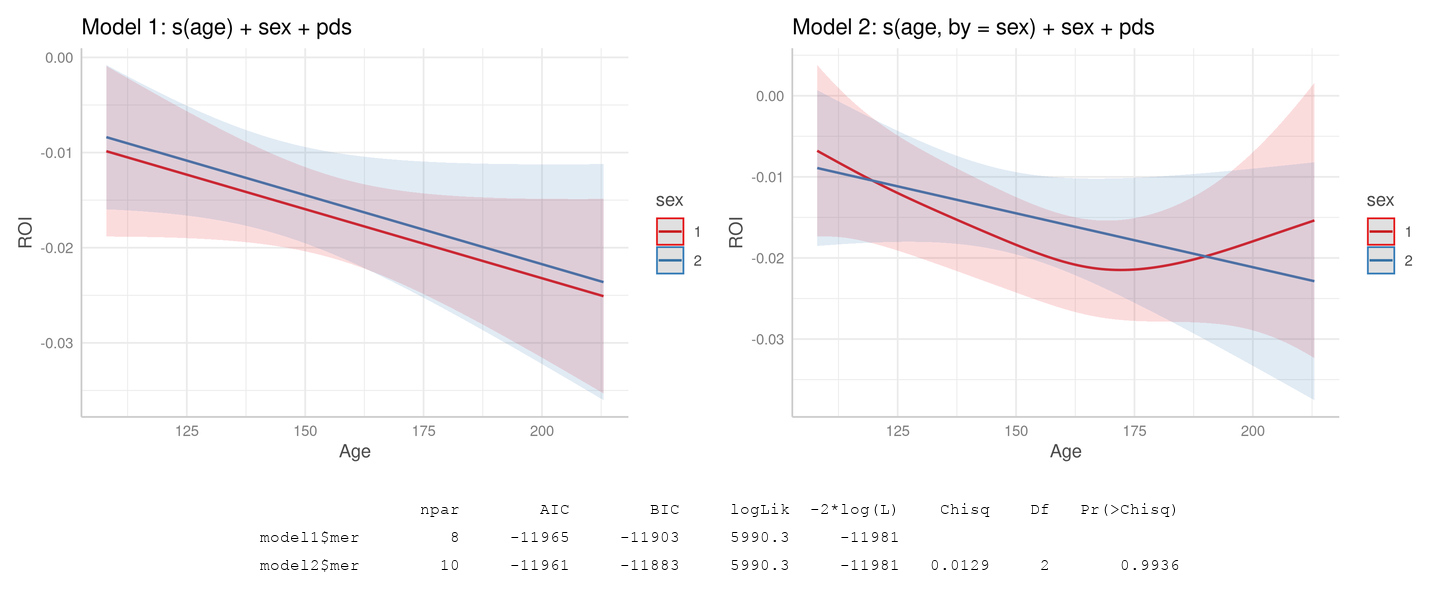 Model 1: s(age) + sex + pds
0.00
-0.01
-0.02
-0.03
ROI
125 150 175 200
Age
sex
1
2
Model 2: s(age, by = sex) + sex + pds
0.00
-0.01
-0.02
-0.03
ROI
125 150 175 200
Age
sex
1
2
npar AIC BIC logLik -2*log(L) Chisq Df Pr(>Chisq)
model1$mer 8 -11965 -11903 5990.3 -11981
model2$mer 10 -11961 -11883 5990.3 -11981 0.0129 2 0.9936